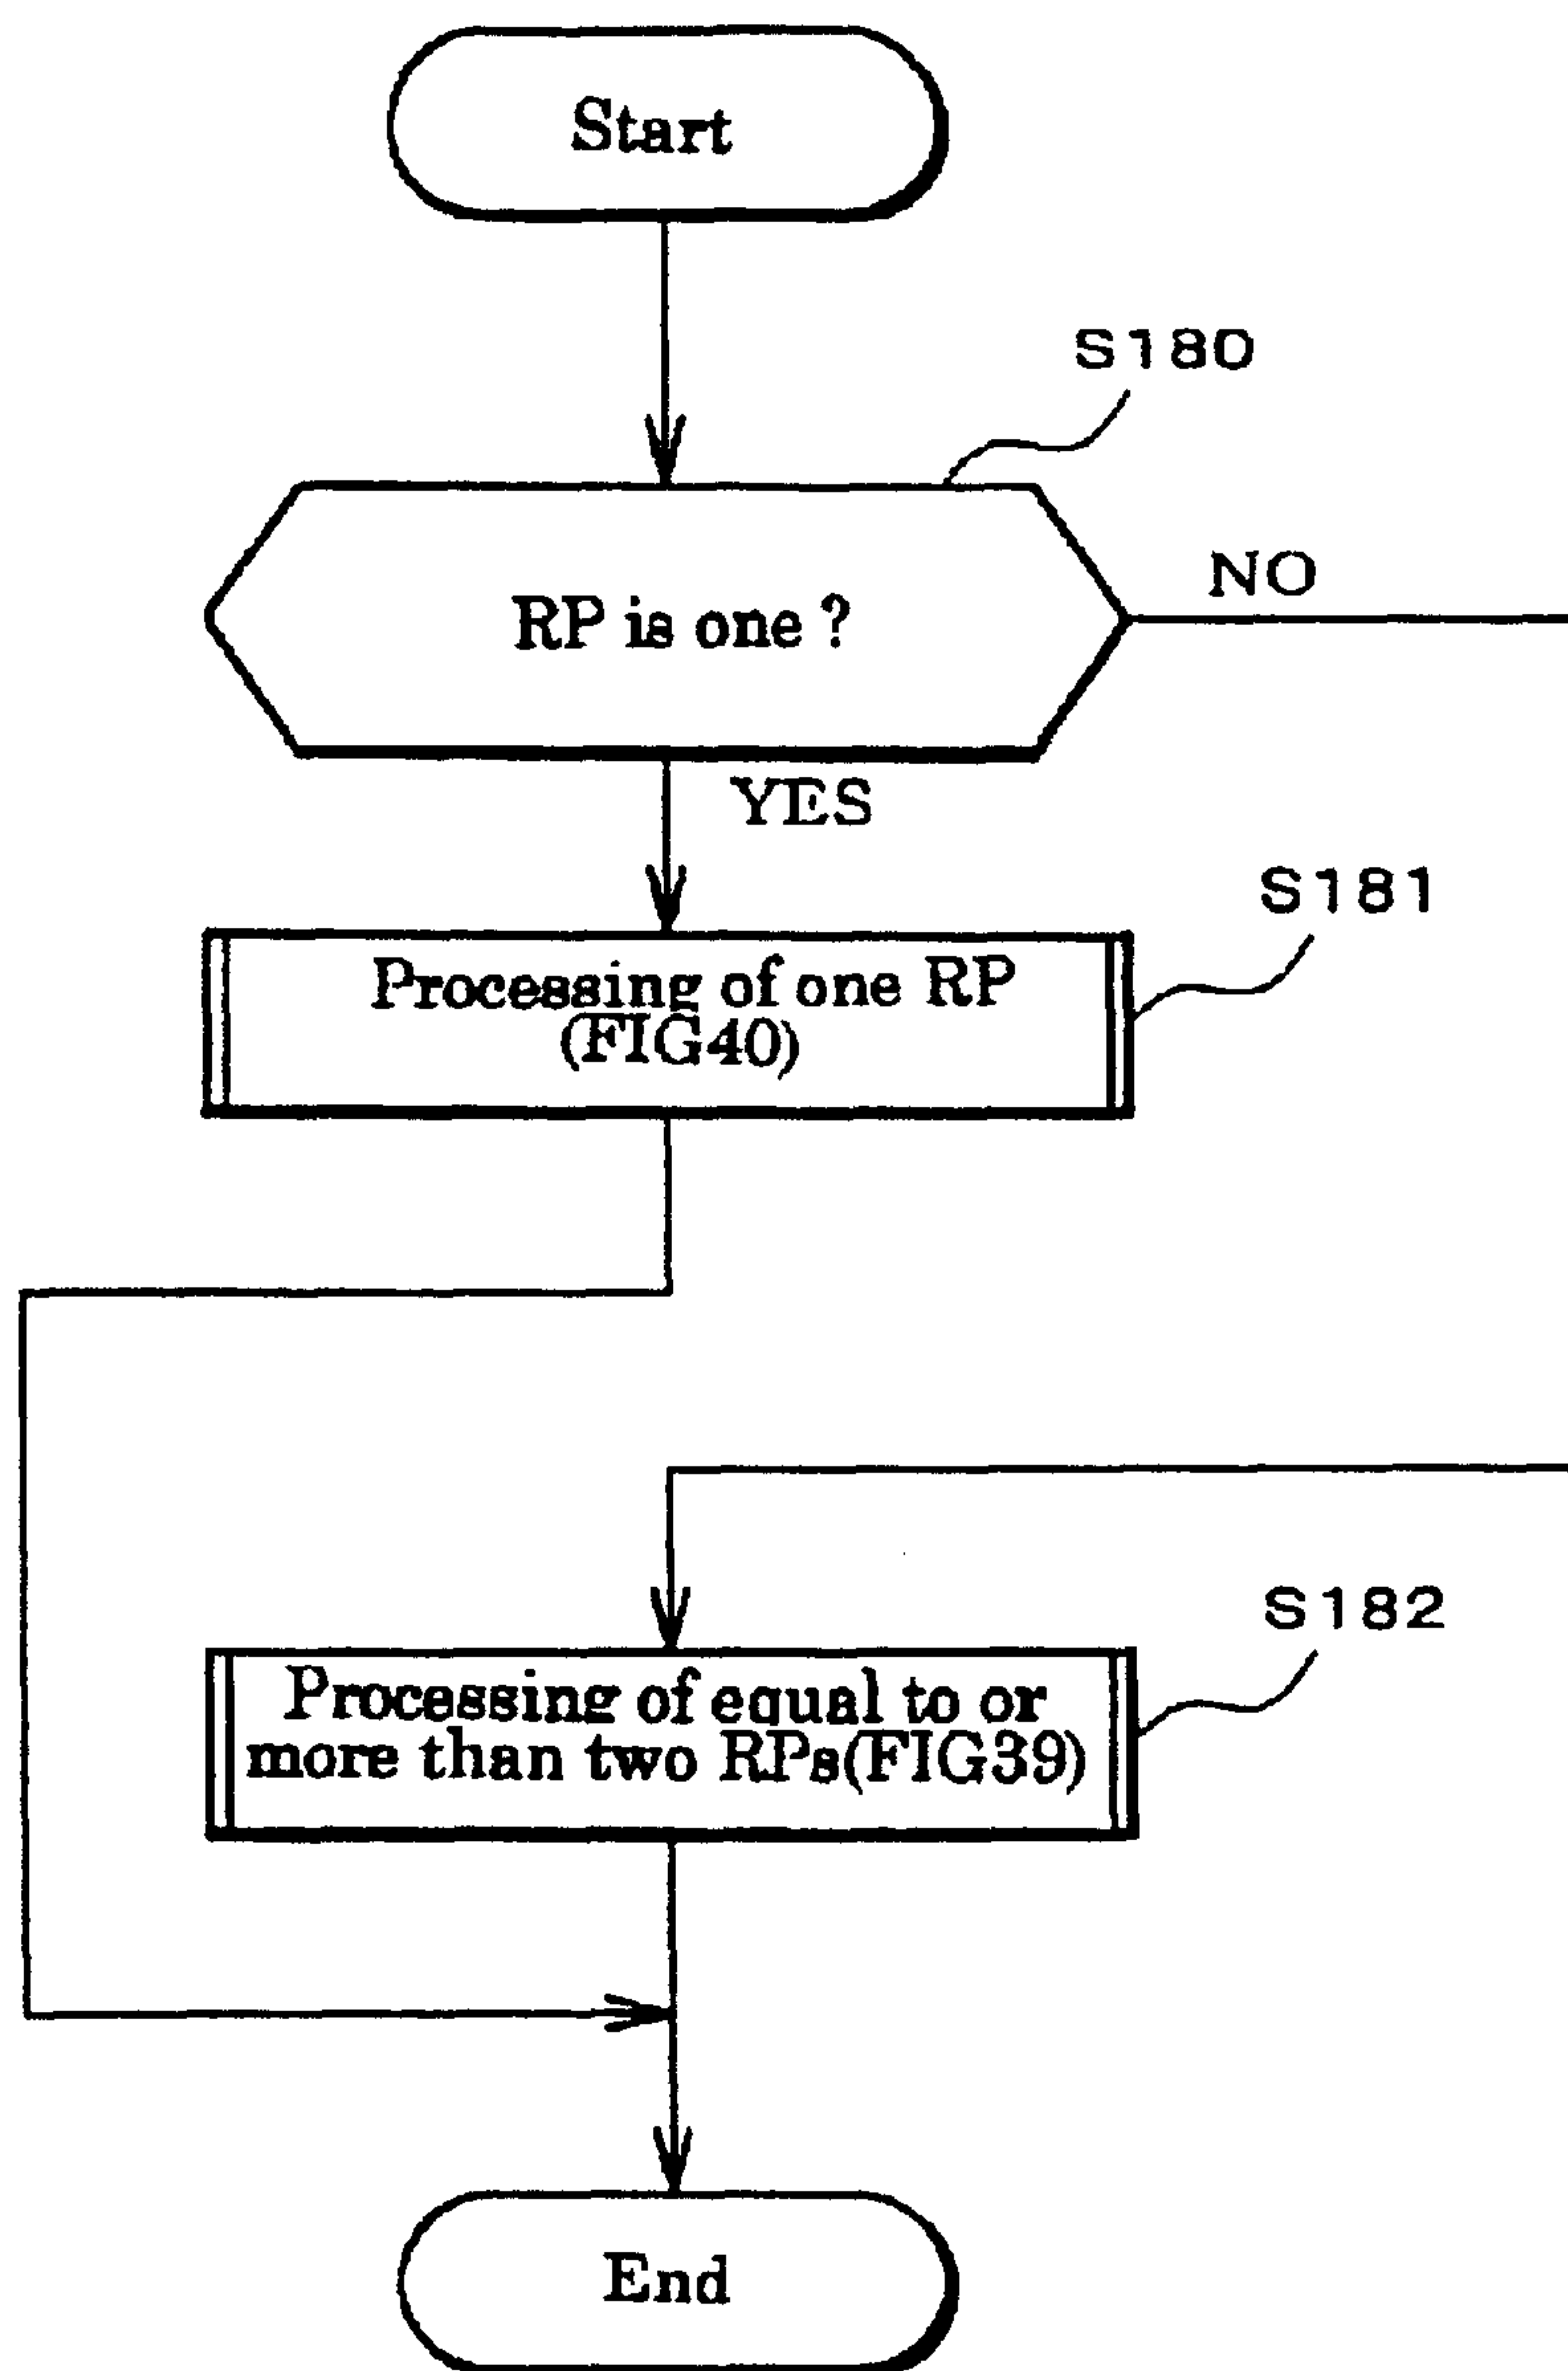 Start
S180
RP is one ?
NO
YES
S181
Processing of one RP
(FIG40)
S182
Processing of equal to or
more than two RPs(FIG39)
End